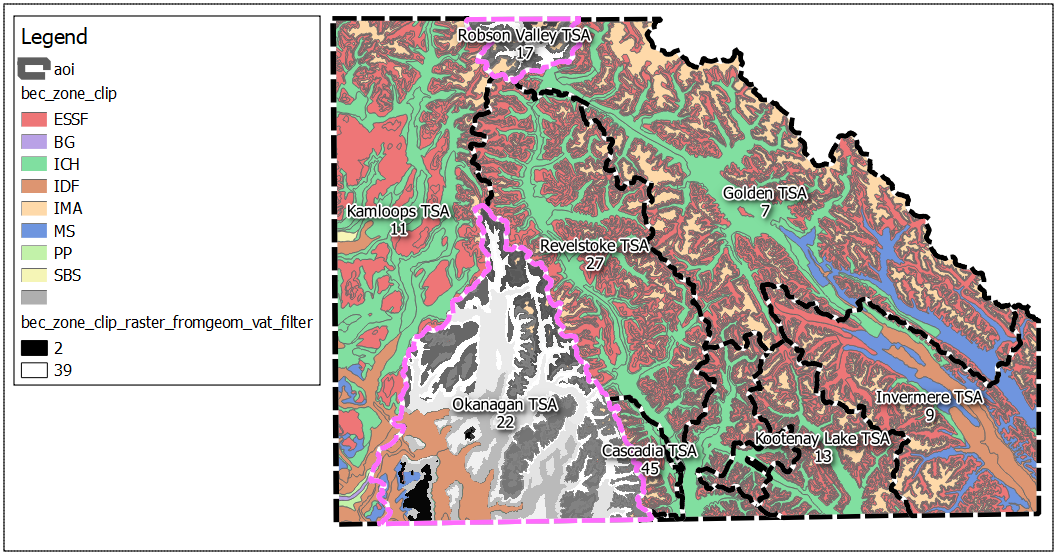 Legend
aoi
bec_zone_clip
ESSF
BG
ICH
IDF
IMA
MS
PP
SBS
bec_zone_clip_raster_fromgeom_vat_filter
2
39
Robson Valley TSA
17
Golden TSA
7
Kamloops TSA
11
Revelstoke TSA
27
Invermere TSA
9
Okanagan TSA
22
Kootenay Lake TSA
13
Cascadia TSA
45